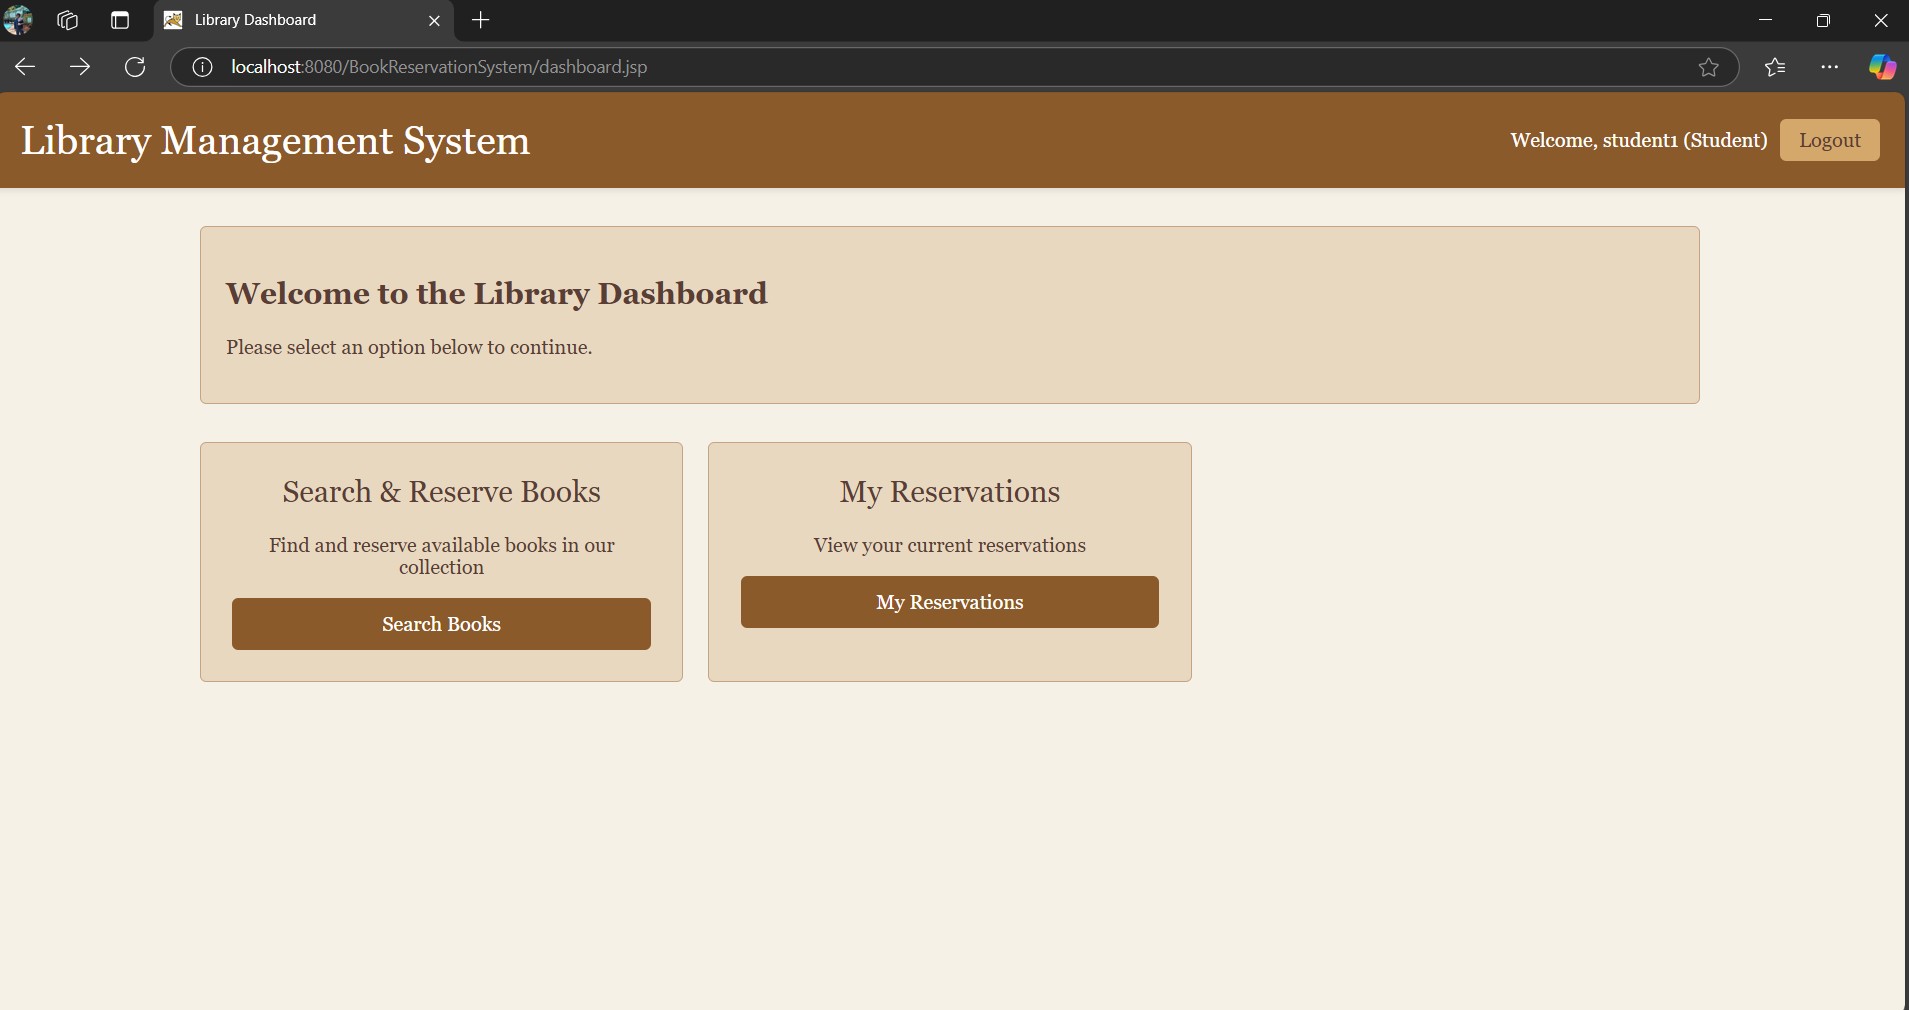 Library Dashboard
localhost:8080/BookReservationSystem/dashboard.jsp
Library Management System
Welcome, student1 (Student)
Logout
Welcome to the Library Dashboard
Please select an option below to continue.
Search & Reserve Books
Find and reserve available books in our
collection
Search Books
My Reservations
View your current reservations
My Reservations